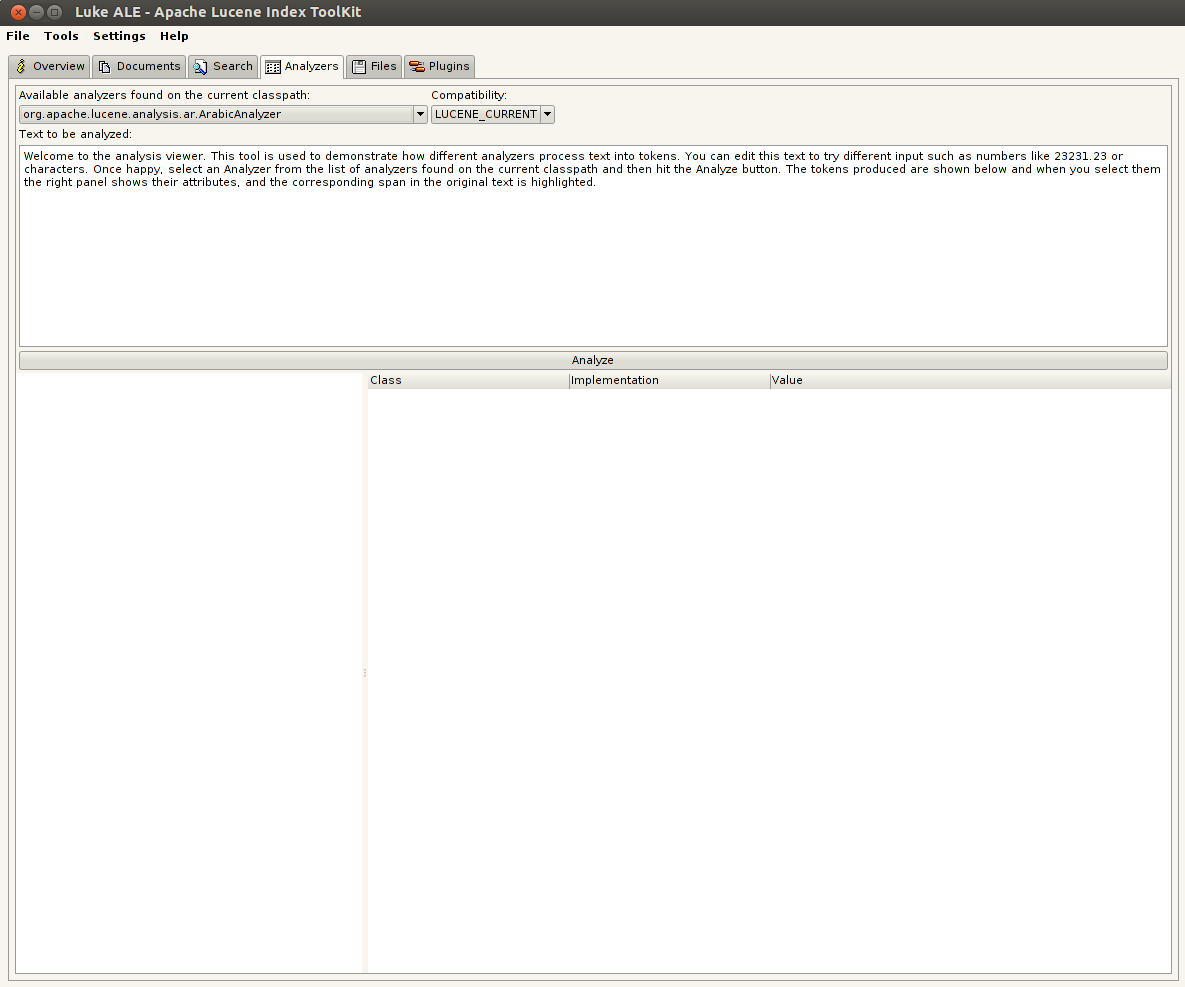 Luke ALE - Apache Lucene Index ToolKit
File Tools Settings Help
Overview Documents Search Analyzers Files Plugins
Available analyzers found on the current classpath: Compatibility:
org.apache.lucene.analysis.ar.ArabicAnalyzer LUCENE_CURRENT
Text to be analyzed:
Welcome to the analysis viewer. This tool is used to demonstrate how different analyzers process text into tokens. You can edit this text to try different input such as numbers like 23231.23 or
characters. Once happy, select an Analyzer from the list of analyzers found on the current classpath and then hit the Analyze button. The tokens produced are shown below and when you select them
the right panel shows their attributes, and the corresponding span in the original text is highlighted.
Analyze
Class Implementation Value